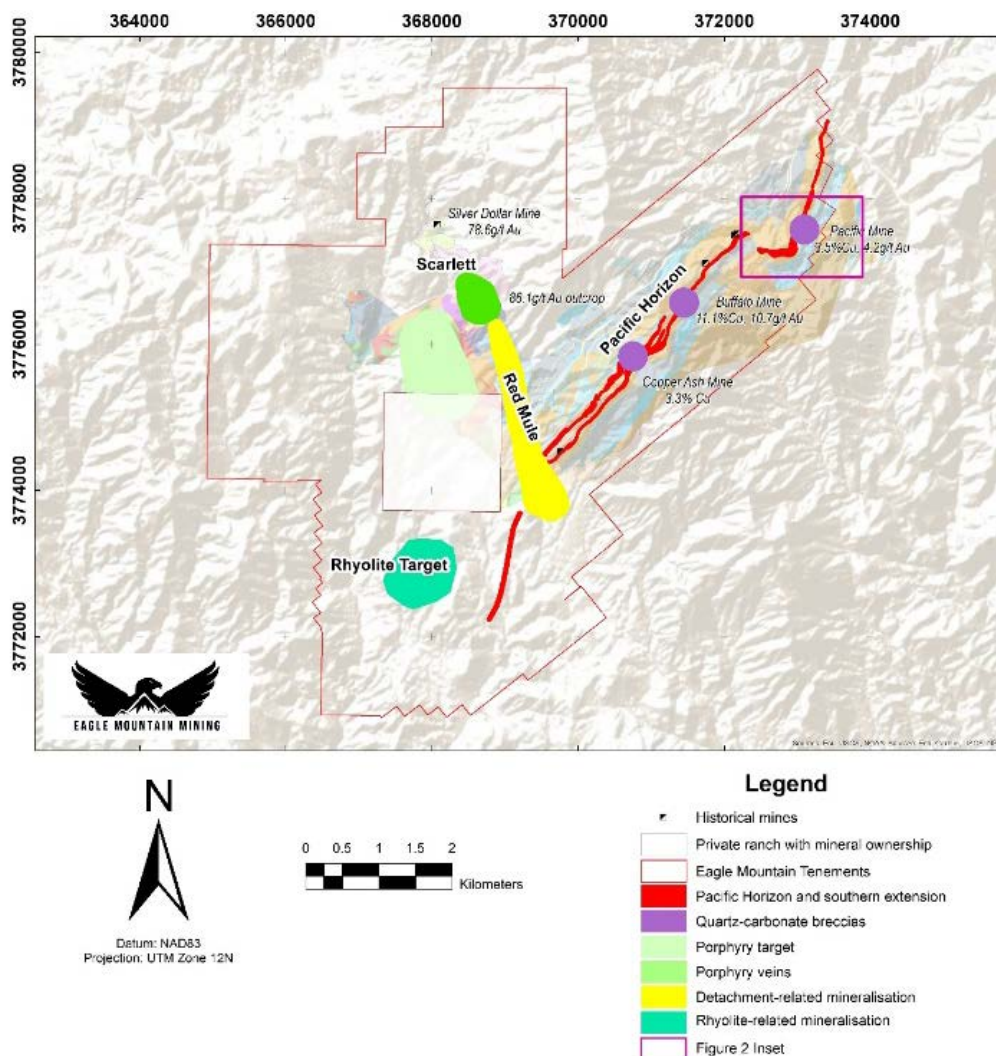 364000
366000
368000
370000
372000
374000
3780000
3778000
3776000
3774000
3772000
Silver Dollar Mine
78.6g/t Au
Scarlett
86.1g/t Au outcrop
Pacific Mine
Pacific Horizon
Buffalo Mine
11.1%Cu, 10.7g/t Au
Copper Ash Mine
3.3% Cu
Red Mule
Rhyolite Target
EAGLE MOUNTAIN MINING
N
Datum: NAD83
Projection: UTM Zone 12N
0 0.5 1 1.5 2
Kilometers
Legend
Historical mines
Private ranch with mineral ownership
Eagle Mountain Tenements
Pacific Horizon and southern extension
Quartz-carbonate breccias
Porphyry target
Porphyry veins
Detachment-related mineralisation
Rhyolite-related mineralisation
Figure 2 Inset